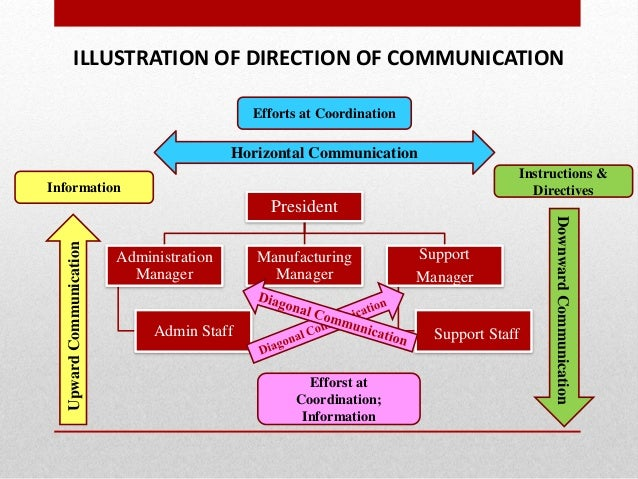 ILLUSTRATION OF DIRECTION OF COMMUNICATION
Efforts at Coordination
Horizontal Communication
Information
Instructions &
Directives
President
Administration
Manager
Manufacturing
Manager
Support
Manager
Upward Communication
Downward Communication
Diagonal Communication
Diagonal Communication
Admin Staff
Support Staff
Efforst at
Coordination;
Information